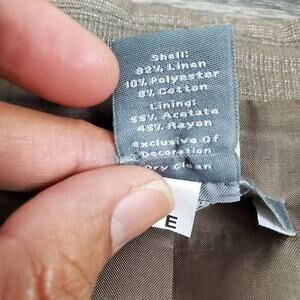 Shell:
82% Linen
10% Polyester
8% Cotton
Lining:
55% Acetate
45% Rayon
exclusive Of
Decoration
Dry Clean
E